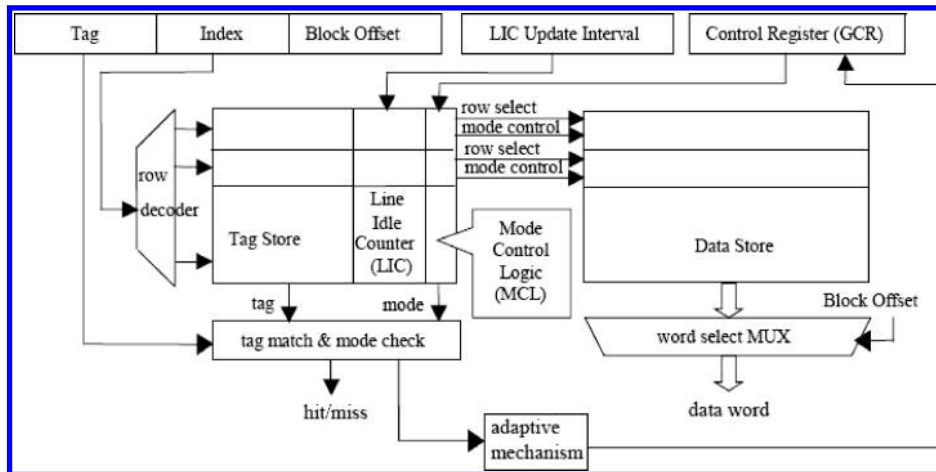 Tag
Index
Block Offset
LIC Update Interval
Control Register (GCR)
row select
mode control
row select
mode control
row
decoder
Tag Store
Line
Idle
Counter
(LIC)
Mode
Control
Logic
(MCL)
Data Store
tag
mode
Block Offset
tag match & mode check
word select MUX
hit/miss
data word
adaptive
mechanism